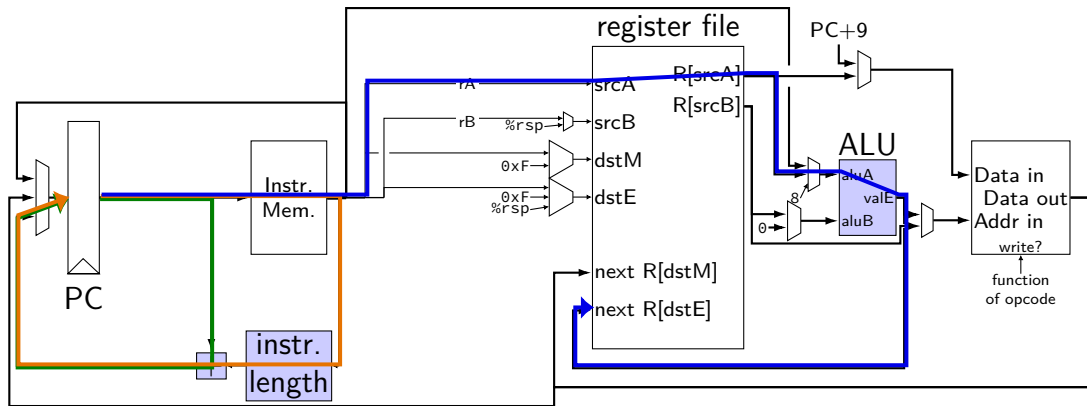 register file
PC+9
rA
srcA
R[srcA]
R[srcB]
rB
%rsp
srcB
ALU
dstM
0xF
Instr.
Mem.
dstE
0xF
%rsp
8
aluA
valE
aluB
0
Data in
Data out
Addr in
write?
function
of opcode
PC
next R[dstM]
next R[dstE]
+
instr.
length